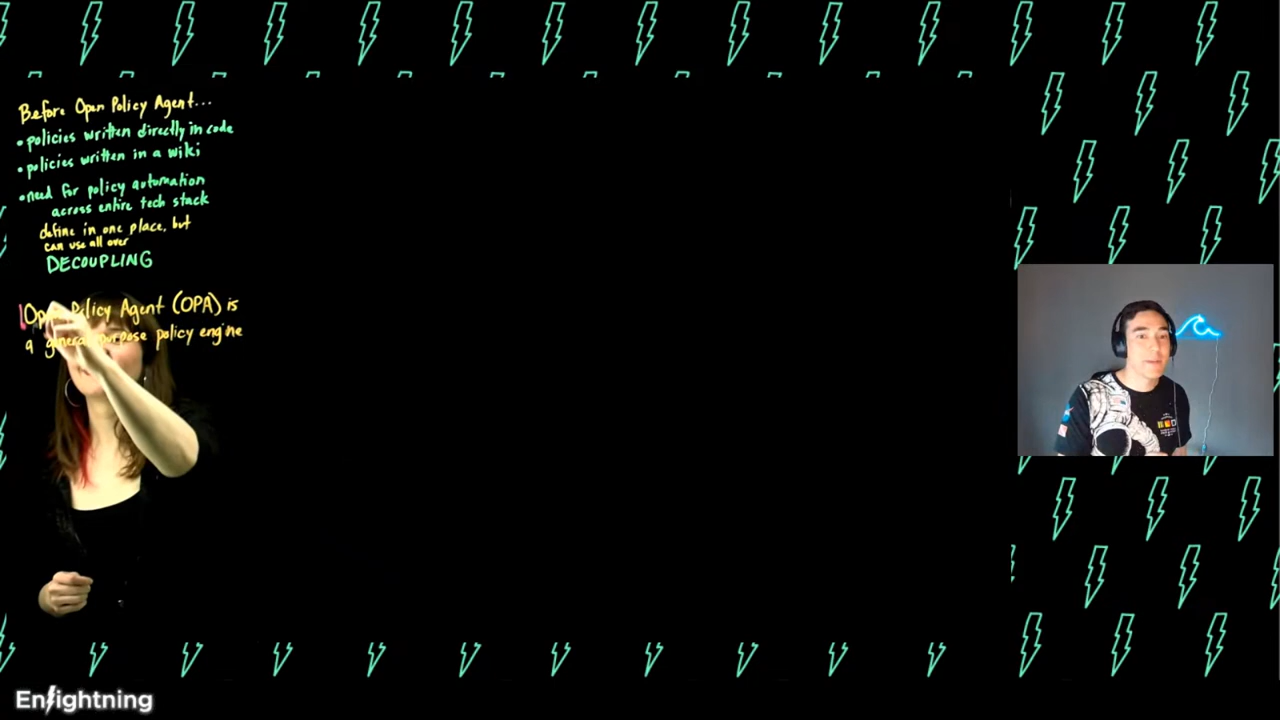 Before Open Policy Agent...
• policies written directly in code
• policies written in a wiki
• need for policy automation
across entire tech stack
define in one place, but
can use all over
DECOUPLING
Open Policy Agent (OPA) is
a general purpose policy engine
Enlightning